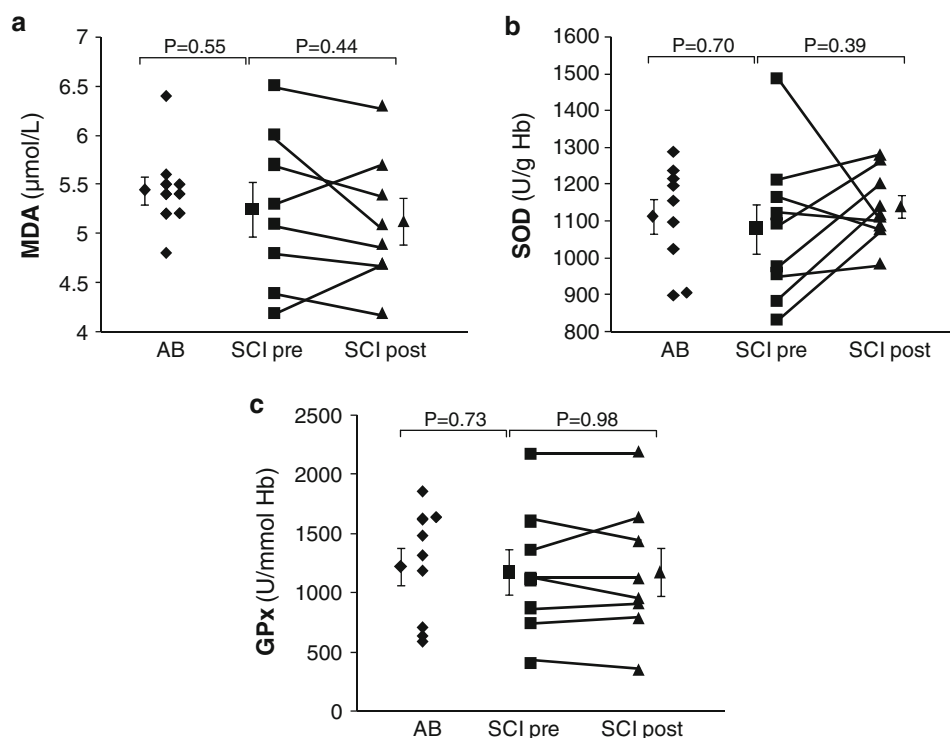 a
P=0.55 P=0.44
MDA (µmol/L)
7
6.5
6
5.5
5
4.5
4
AB SCI pre SCI post
b
P=0.70 P=0.39
SOD (U/g Hb)
1600
1500
1300
1200
1100
1000
900
800
AB SCI pre SCI post
c
P=0.73 P=0.98
GPx (U/mmol Hb)
2500
2000
1500
1000
500
0
AB SCI pre SCI post